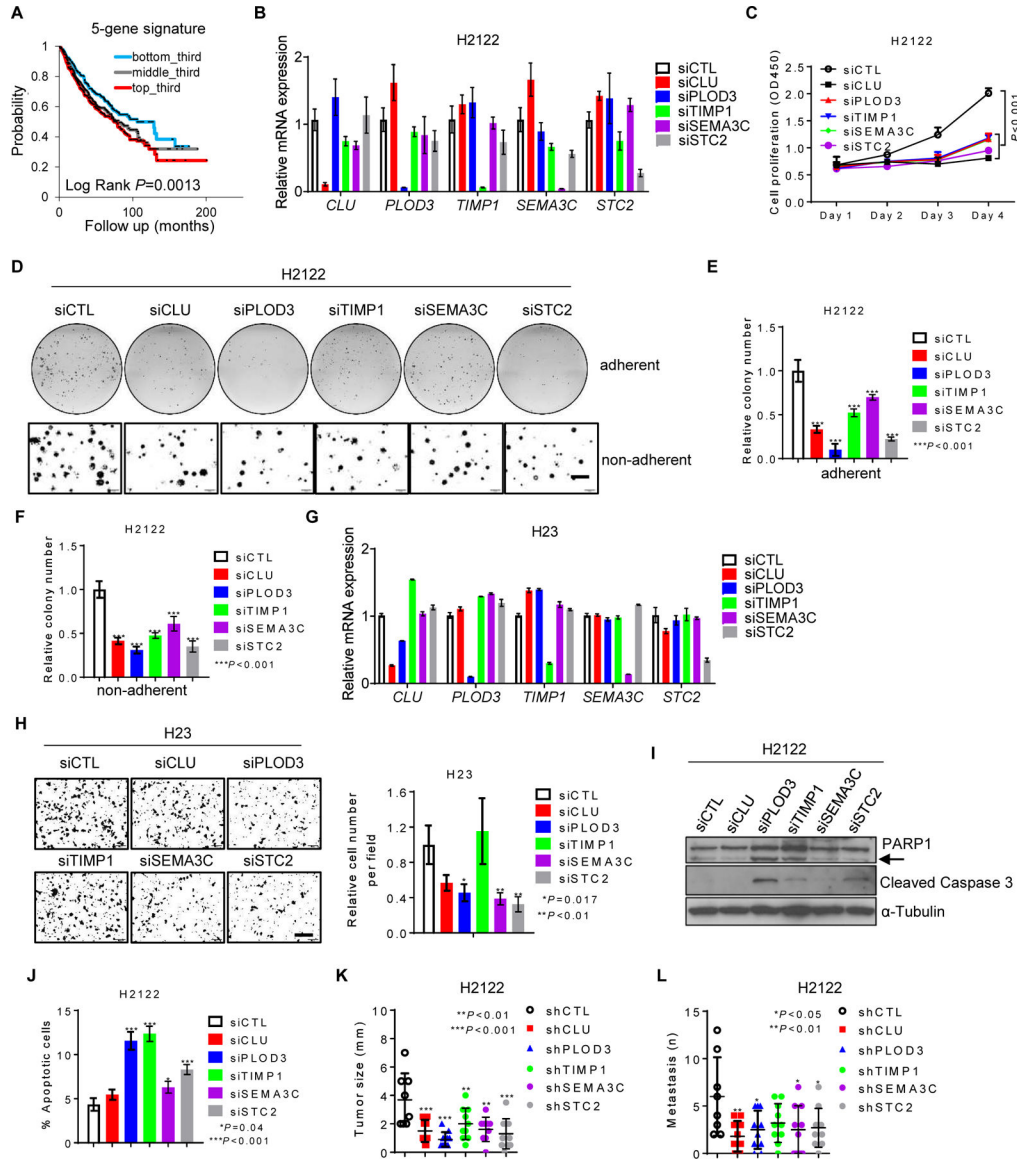 A
5-gene signature
Probability
1
0.8
0.6
0.4
0.2
0
bottom_third
middle_third
top_third
Log Rank P=0.0013
0
100
200
Follow up (months)
B
H2122
Relative mRNA expression
2
1
0
CLU
PLOD3
TIMP1
SEMA3C
STC2
siCTL
siCLU
siPLOD3
siTIMP1
siSEMA3C
siSTC2
C
H2122
Cell proliferation (OD450)
2.5
2.0
1.5
1.0
0.5
0.0
siCTL
siCLU
siPLOD3
siTIMP1
siSEMA3C
siSTC2
P<0.001
Day 1
Day 2
Day 3
Day 4
D
H2122
siCTL
siCLU
siPLOD3
siTIMP1
siSEMA3C
siSTC2
adherent
non-adherent
E
H2122
Relative colony number
1.5
1.0
0.5
0.0
***
***
***
***
***
adherent
siCTL
siCLU
siPLOD3
siTIMP1
siSEMA3C
siSTC2
***P<0.001
F
H2122
Relative colony number
1.5
1.0
0.5
0.0
***
***
***
***
***
non-adherent
siCTL
siCLU
siPLOD3
siTIMP1
siSEMA3C
siSTC2
***P<0.001
G
H23
Relative mRNA expression
2
1
0
CLU
PLOD3
TIMP1
SEMA3C
STC2
siCTL
siCLU
siPLOD3
siTIMP1
siSEMA3C
siSTC2
H
H23
siCTL
siCLU
siPLOD3
siTIMP1
siSEMA3C
siSTC2
H23
Relative cell number
per field
1.6
1.2
0.8
0.4
0.0
*
**
**
siCTL
siCLU
siPLOD3
siTIMP1
siSEMA3C
siSTC2
*P=0.017
**P<0.01
I
H2122
siCTL
siCLU
siPLOD3
siTIMP1
siSEMA3C
siSTC2
PARP1
Cleaved Caspase 3
α-Tubulin
J
H2122
% Apoptotic cells
15
10
5
0
***
***
*
***
siCTL
siCLU
siPLOD3
siTIMP1
siSEMA3C
siSTC2
*P=0.04
***P<0.001
K
H2122
Tumor size (mm)
8
6
4
2
0
**P<0.01
***P<0.001
***
***
**
**
***
shCTL
shCLU
shPLOD3
shTIMP1
shSEMA3C
shSTC2
L
H2122
Metastasis (n)
15
10
5
0
*P<0.05
**P<0.01
**
*
*
*
shCTL
shCLU
shPLOD3
shTIMP1
shSEMA3C
shSTC2